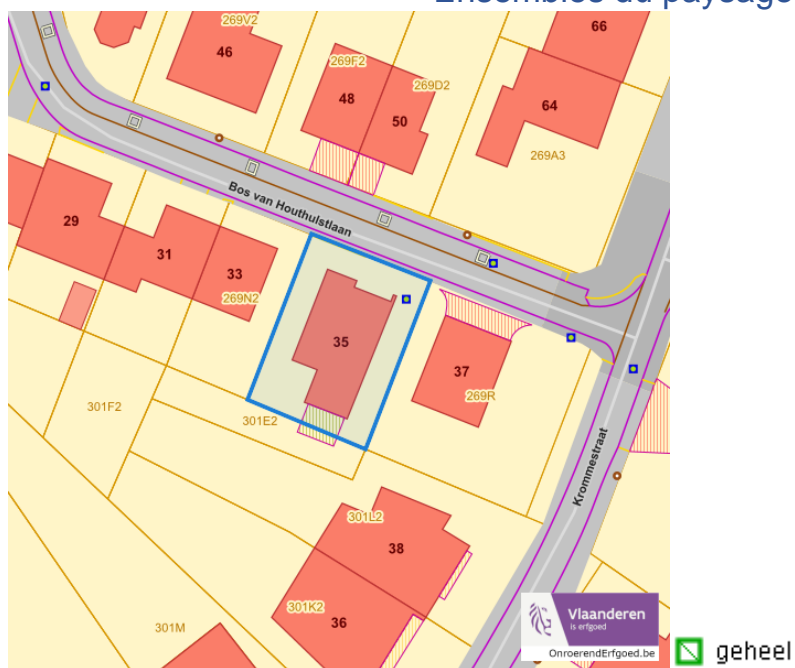 Ensembles du paysage
269V2
66
46
269F2
269D2
48
50
64
269A3
Bos van Houthulstlaan
29
31
33
269N2
35
37
269R
301F2
301E2
Krommestraat
301L2
38
301K2
36
301M
Vlaanderen
is erfgoed
OnroerendErfgoed.be
geheel